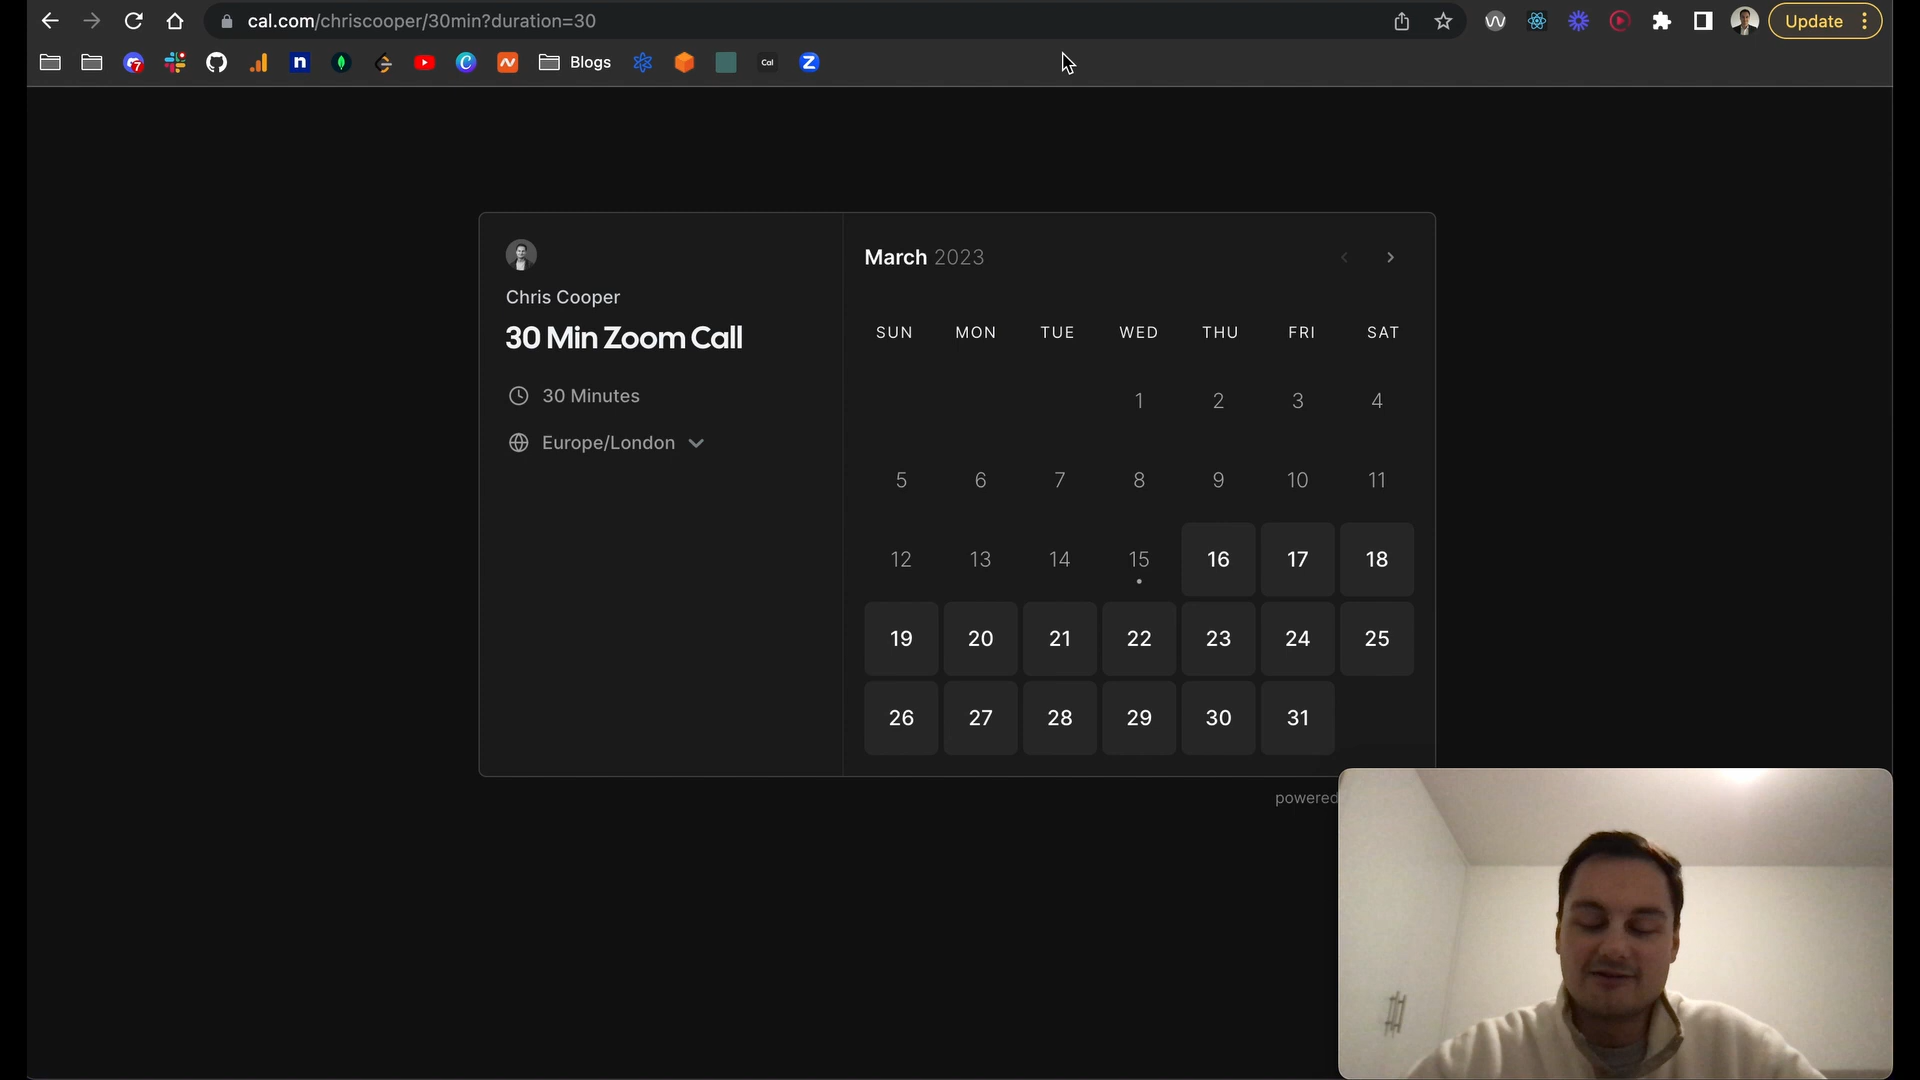 cal.com/chriscooper/30min?duration=30
Update
7
n
C
Blogs
Cal
Z
Chris Cooper
30 Min Zoom Call
30 Minutes
Europe/London
March 2023
SUN MON TUE WED THU FRI SAT
1 2 3 4
5 6 7 8 9 10 11
12 13 14 15 16 17 18
19 20 21 22 23 24 25
26 27 28 29 30 31
powered